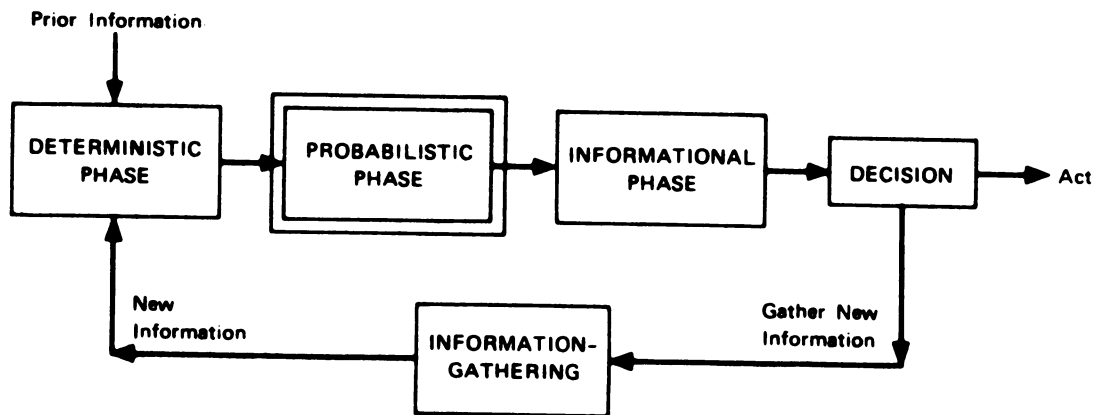 Prior Information
DETERMINISTIC
PHASE
PROBABILISTIC
PHASE
INFORMATIONAL
PHASE
DECISION
Act
New
Information
INFORMATION-
GATHERING
Gather New
Information